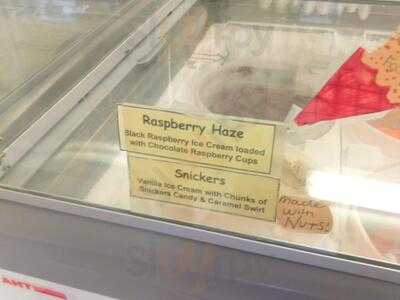 Raspberry Haze
Black Raspberry Ice Cream loaded
with Chocolate Raspberry Cups
Snickers
Vanilla Ice Cream with Chunks of
Snickers Candy & Caramel Swirl
made
with
NUTS!